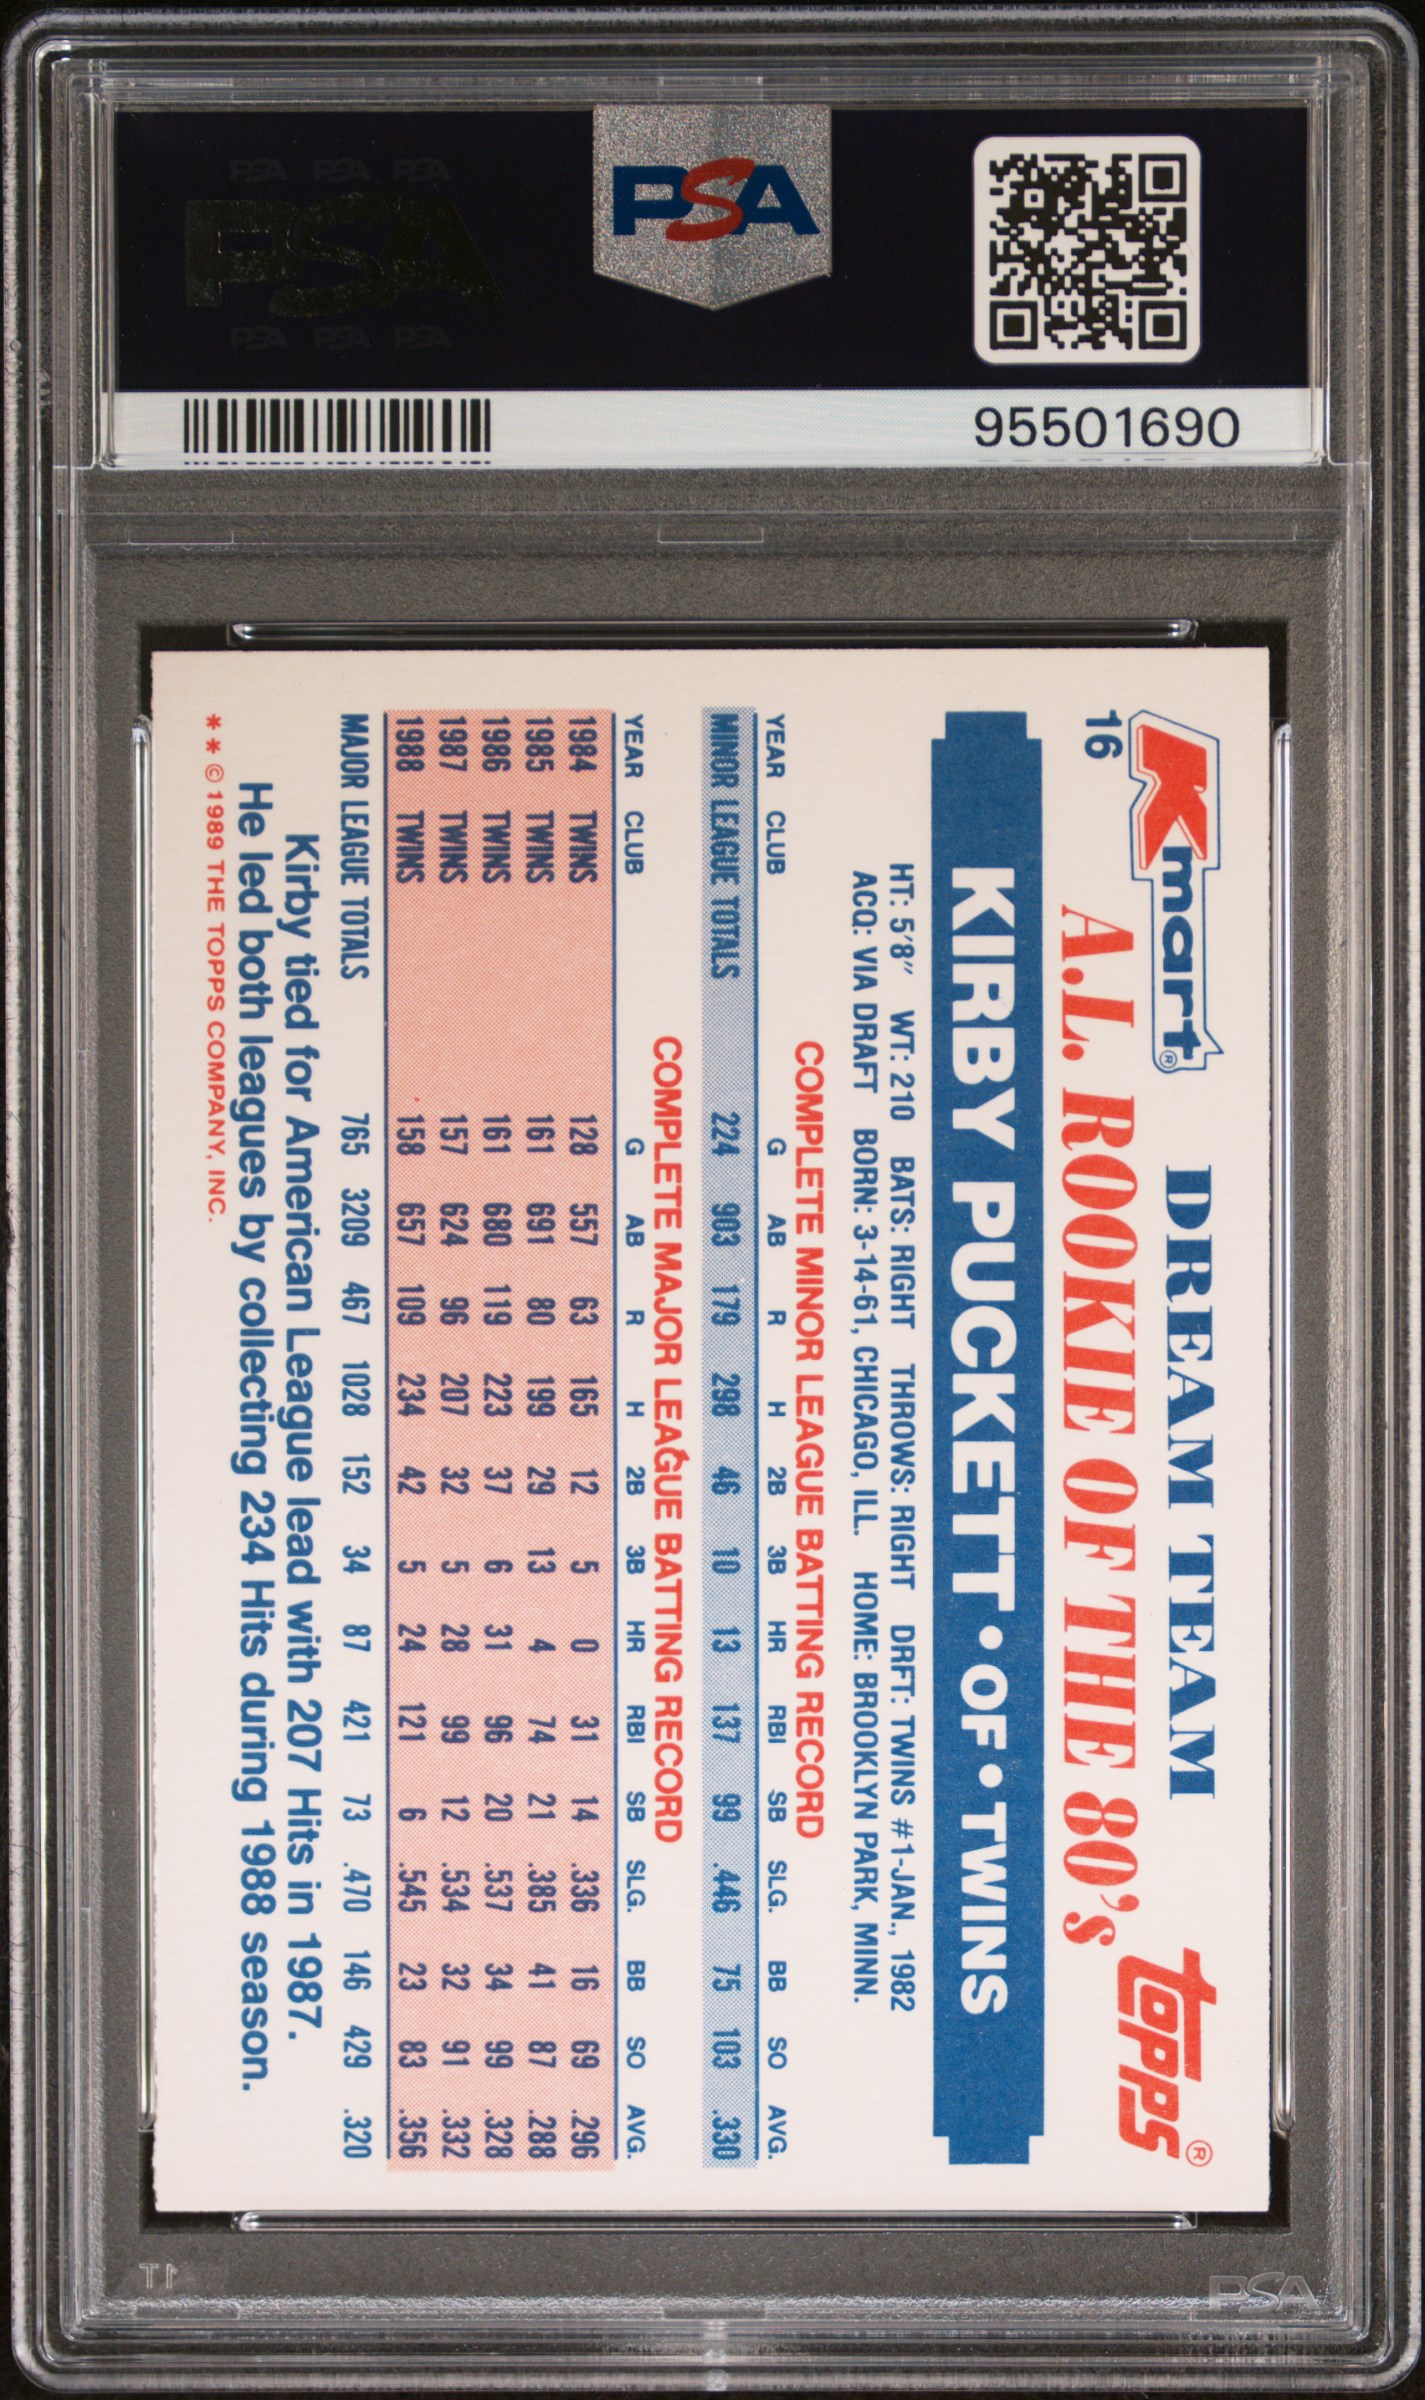 PSA PSA PSA
PSA
PSA PSA PSA
PSA
95501690
Kmart®
16
DREAM TEAM
A.L. ROOKIE OF THE 80's
TOPPS®
KIRBY PUCKETT • OF • TWINS
HT: 5'8" WT: 210 BATS: RIGHT THROWS: RIGHT DRFT: TWINS #1-JAN., 1982
ACQ: VIA DRAFT BORN: 3-14-61, CHICAGO, ILL. HOME: BROOKLYN PARK, MINN.
COMPLETE MINOR LEAGUE BATTING RECORD
YEAR CLUB G AB R H 2B 3B HR RBI SB SLG. BB SO AVG.
MINOR LEAGUE TOTALS 224 903 179 298 46 10 13 137 99 .446 75 103 .330
COMPLETE MAJOR LEAGUE BATTING RECORD
YEAR CLUB G AB R H 2B 3B HR RBI SB SLG. BB SO AVG.
1984 TWINS 128 557 63 165 12 5 0 31 14 .336 16 69 .296
1985 TWINS 161 691 80 199 29 13 4 74 21 .385 41 87 .288
1986 TWINS 161 680 119 223 37 6 31 96 20 .537 34 99 .328
1987 TWINS 157 624 96 207 32 5 28 99 12 .534 32 91 .332
1988 TWINS 158 657 109 234 42 5 24 121 6 .545 23 83 .356
MAJOR LEAGUE TOTALS 765 3209 467 1028 152 34 87 421 73 .470 146 429 .320
Kirby tied for American League lead with 207 Hits in 1987.
He led both leagues by collecting 234 Hits during 1988 season.
** © 1989 THE TOPPS COMPANY, INC.
PSA